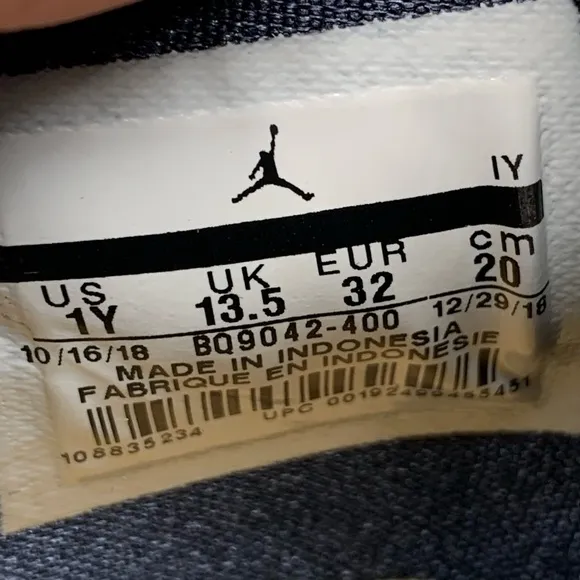 IY
US UK EUR cm
1Y 13.5 32 20
10/16/18 BQ9042-400 12/29/18
MADE IN INDONESIA
FABRIQUE EN INDONESIE
108835234
UPC